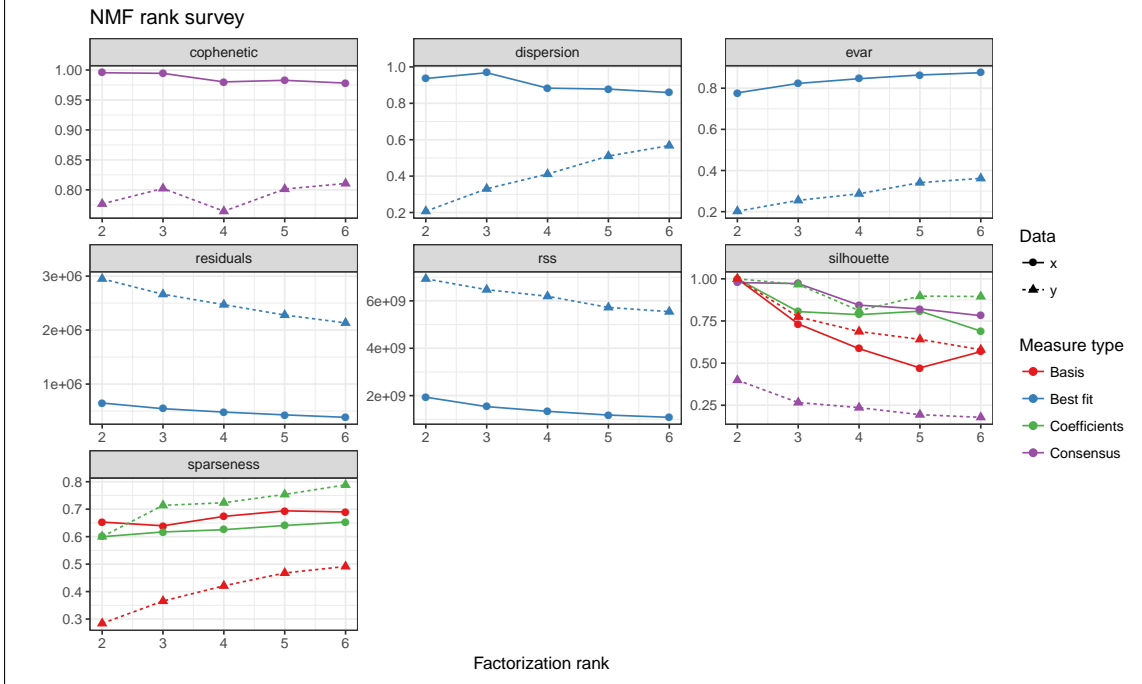 NMF rank survey
cophenetic
dispersion
evar
1.00
0.95
0.90
0.85
0.80
2 3 4 5 6
1.0
0.8
0.6
0.4
0.2
2 3 4 5 6
0.8
0.6
0.4
0.2
2 3 4 5 6
residuals
rss
silhouette
3e+06
2e+06
1e+06
2 3 4 5 6
6e+09
4e+09
2e+09
2 3 4 5 6
1.00
0.75
0.50
0.25
2 3 4 5 6
sparseness
0.8
0.7
0.6
0.5
0.4
0.3
2 3 4 5 6
Factorization rank
Data
x
y
Measure type
Basis
Best fit
Coefficients
Consensus